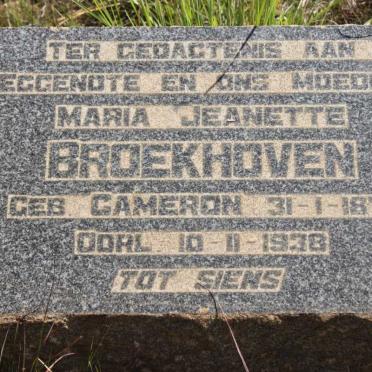 TER GEDAGTENIS AAN
EGGENOTE EN ONS MOEDE
MARIA JEANETTE
BROEKHOVEN
GEB CAMERON 31-1-18
OORL 10-11-1938
TOT SIENS